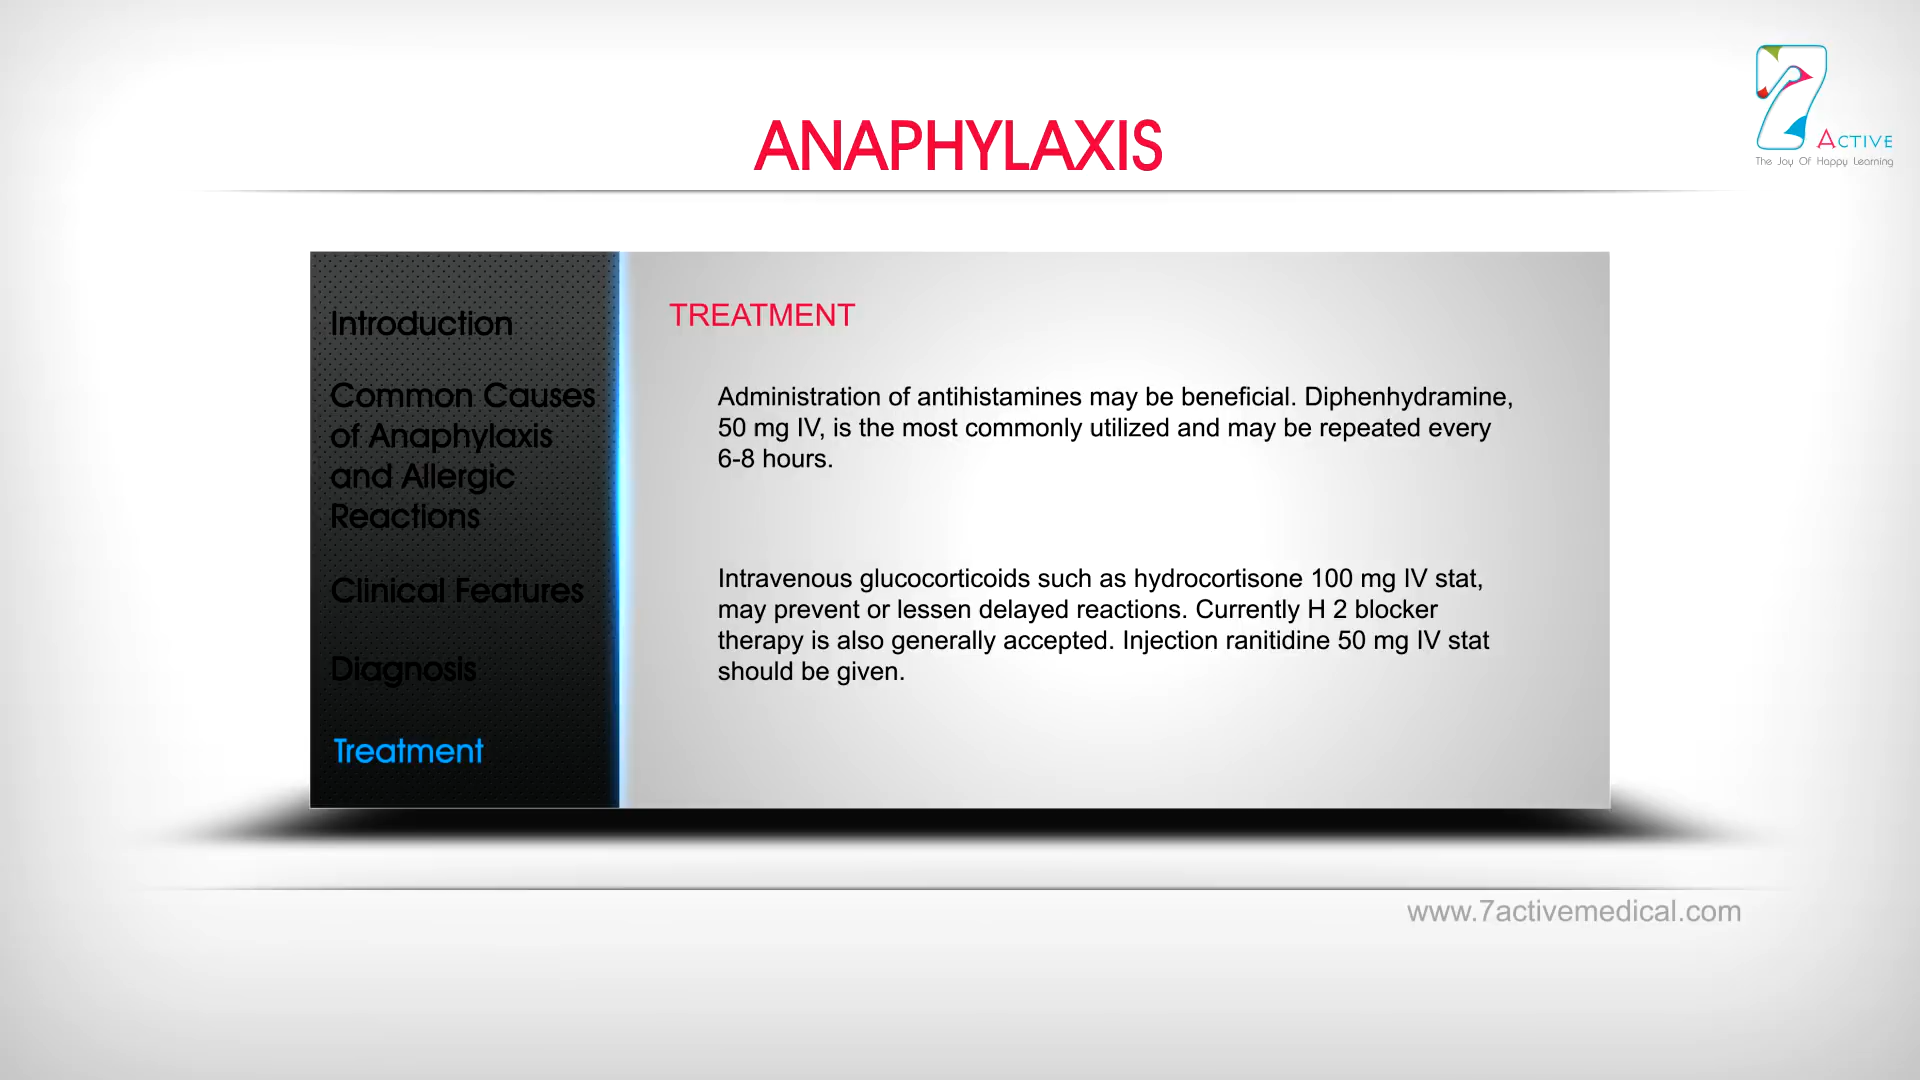 7 ACTIVE
The Joy Of Happy Learning
ANAPHYLAXIS
Introduction
Common Causes
of Anaphylaxis
and Allergic
Reactions
Clinical Features
Diagnosis
Treatment
TREATMENT
Administration of antihistamines may be beneficial. Diphenhydramine,
50 mg IV, is the most commonly utilized and may be repeated every
6-8 hours.
Intravenous glucocorticoids such as hydrocortisone 100 mg IV stat,
may prevent or lessen delayed reactions. Currently H 2 blocker
therapy is also generally accepted. Injection ranitidine 50 mg IV stat
should be given.
www.7activemedical.com